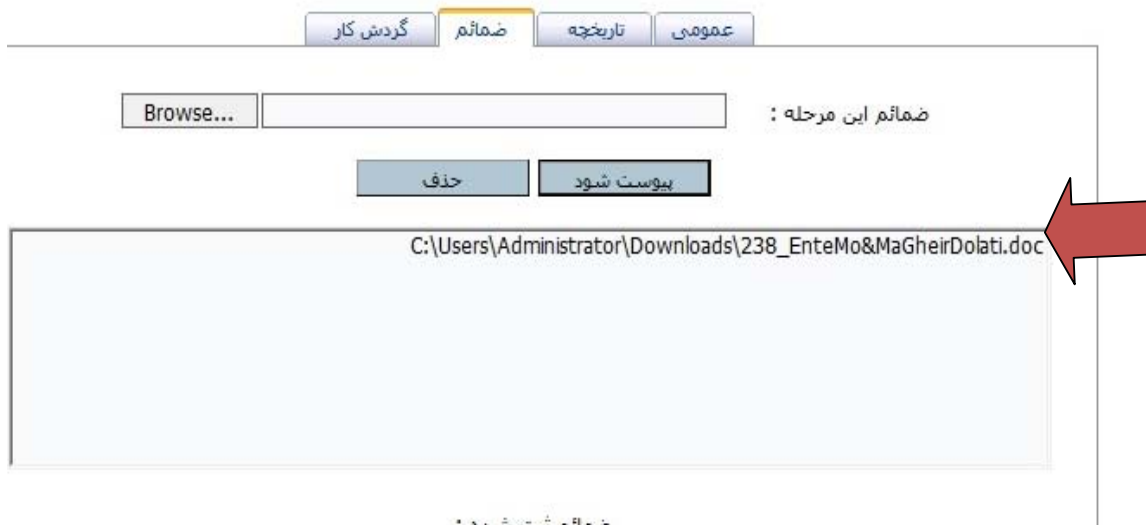 عمومی تاریخچه ضمائم گردش کار
ضمائم این مرحله : Browse...
پیوست شود حذف
C:\Users\Administrator\Downloads\238_EnteMo&MaGheirDolati.doc